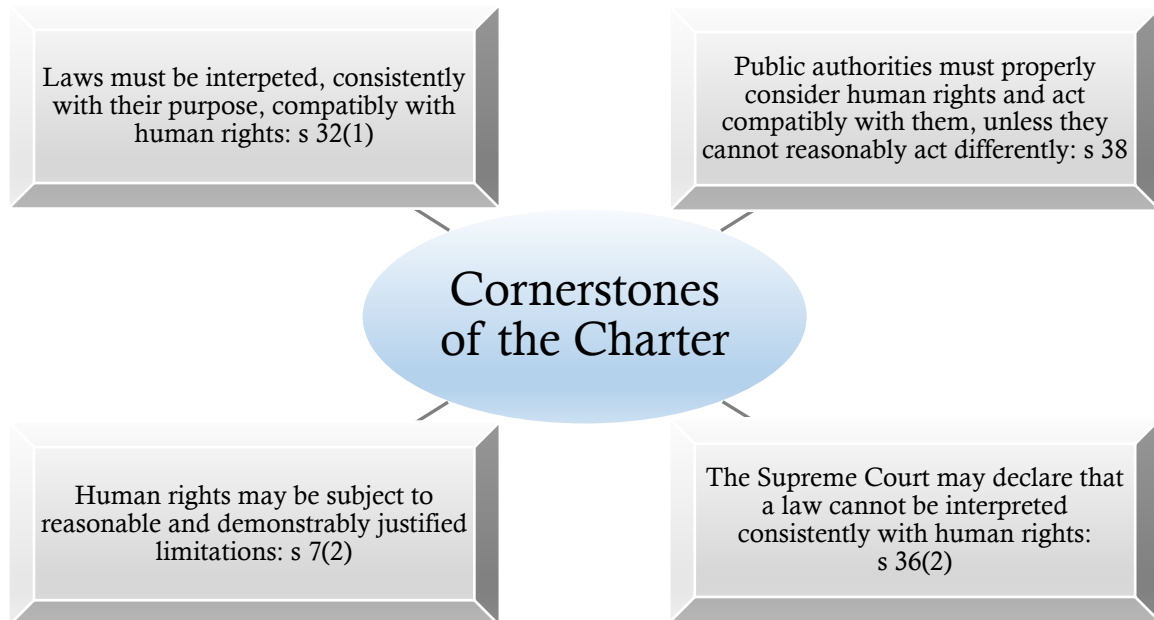 Laws must be interpeted, consistently
with their purpose, compatibly with
human rights: s 32(1)
Public authorities must properly
consider human rights and act
compatibly with them, unless they
cannot reasonably act differently: s 38
Cornerstones
of the Charter
Human rights may be subject to
reasonable and demonstrably justified
limitations: s 7(2)
The Supreme Court may declare that
a law cannot be interpreted
consistently with human rights:
s 36(2)